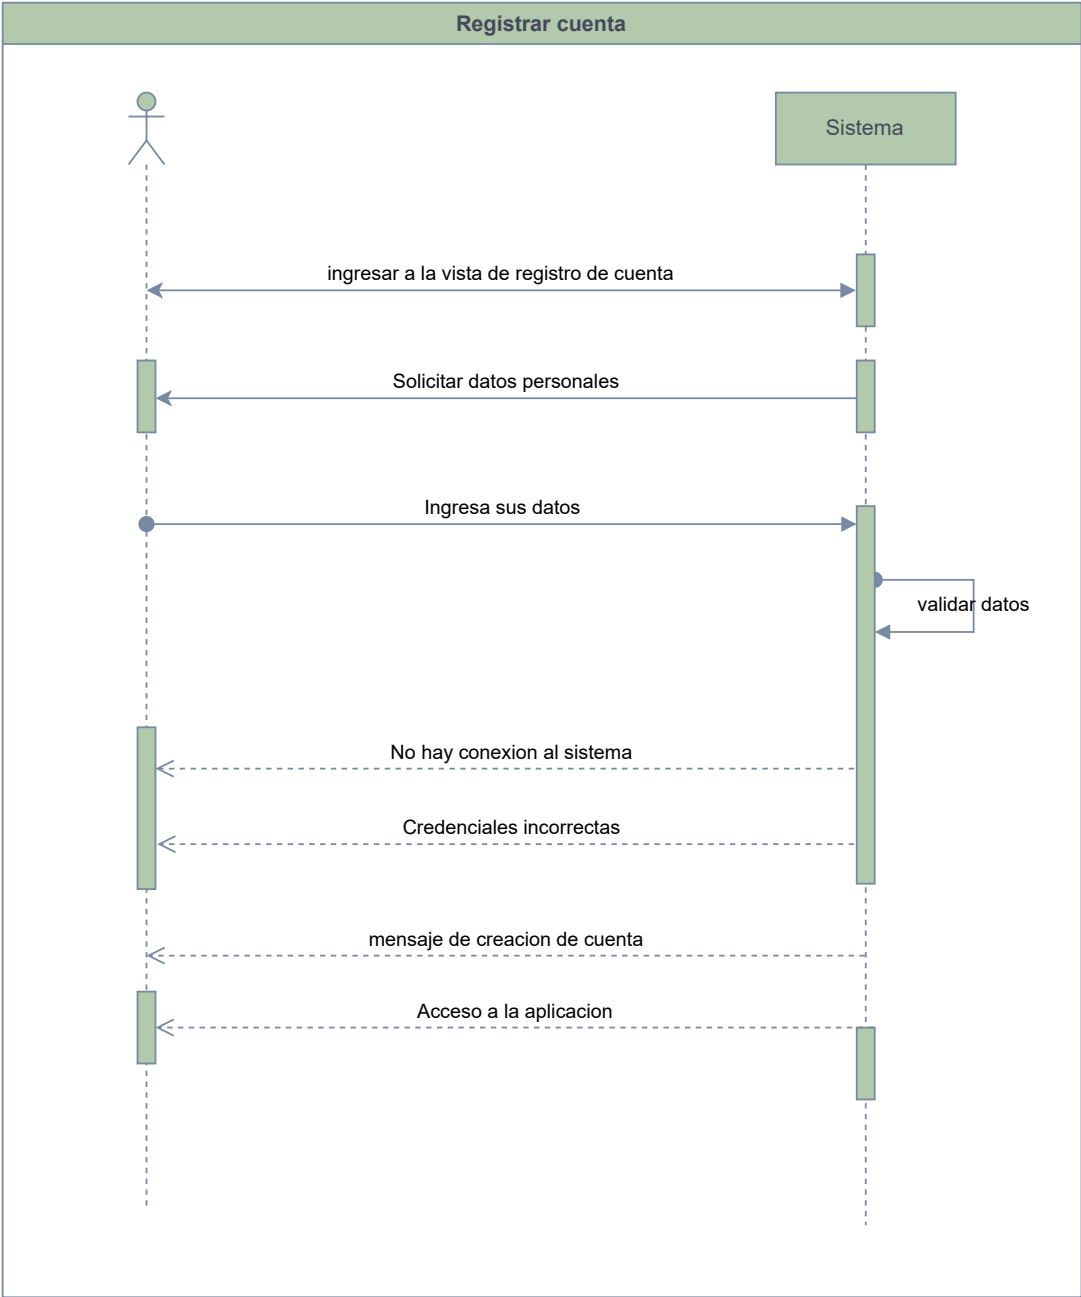 Registrar cuenta
Sistema
ingresar a la vista de registro de cuenta
Solicitar datos personales
Ingresa sus datos
validar datos
No hay conexion al sistema
Credenciales incorrectas
mensaje de creacion de cuenta
Acceso a la aplicacion